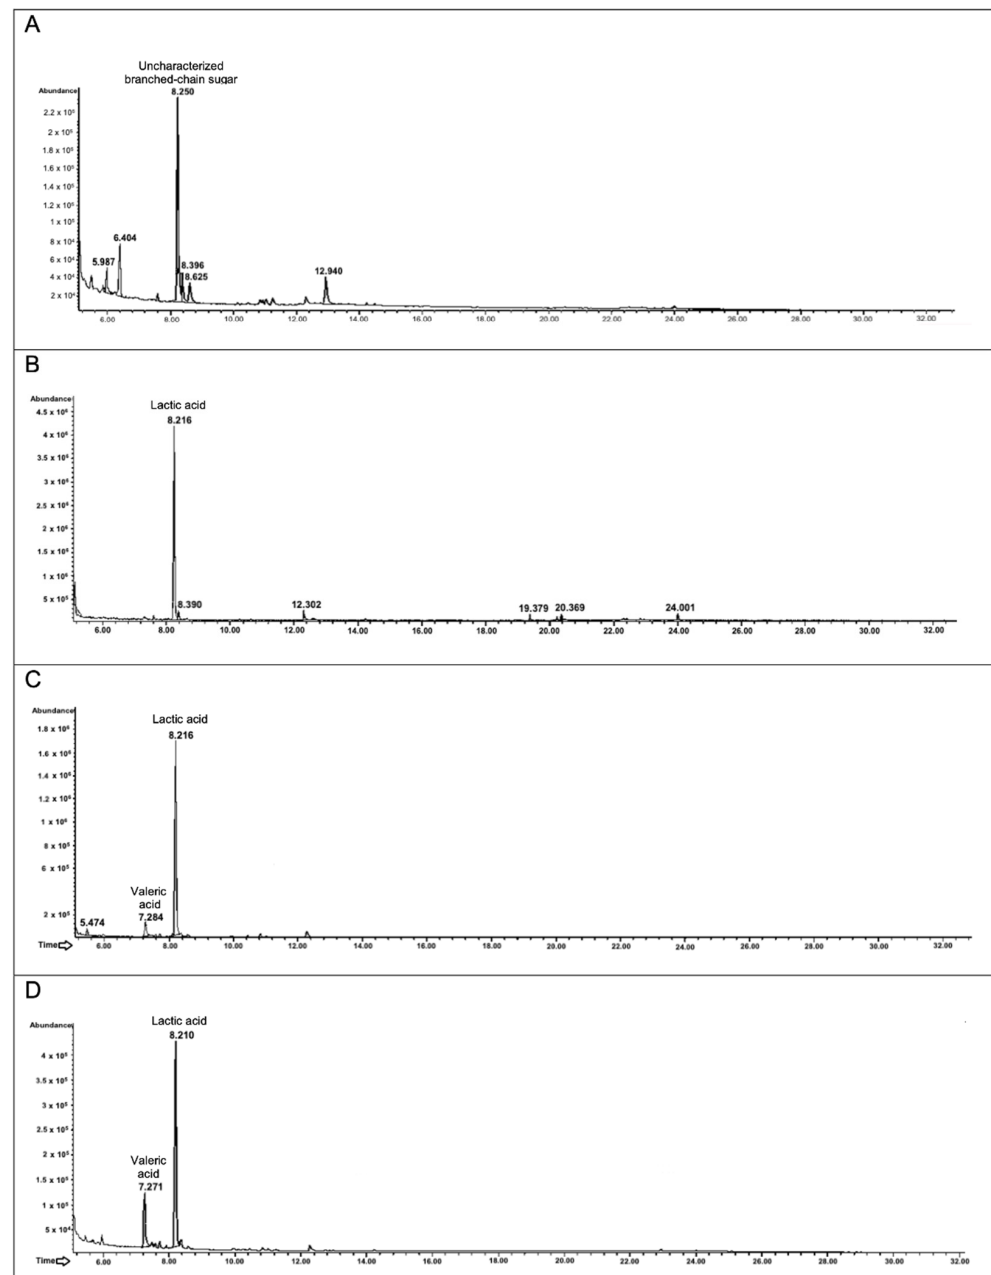 A
Uncharacterized
branched-chain sugar
Abundance
8.250
2.2 x 10⁵
2 x 10⁵
1.8 x 10⁵
1.6 x 10⁵
1.4 x 10⁵
1.2 x 10⁵
1 x 10⁵
8 x 10⁴
6 x 10⁴
4 x 10⁴
2 x 10⁴
5.987
6.404
8.396
8.625
12.940
6.00 8.00 10.00 12.00 14.00 16.00 18.00 20.00 22.00 24.00 26.00 28.00 30.00 32.00
B
Abundance
Lactic acid
8.216
4.5 x 10⁶
4 x 10⁶
3.5 x 10⁶
3 x 10⁶
2.5 x 10⁶
2 x 10⁶
1.5 x 10⁶
1 x 10⁶
5 x 10⁵
8.390
12.302
19.379
20.369
24.001
6.00 8.00 10.00 12.00 14.00 16.00 18.00 20.00 22.00 24.00 26.00 28.00 30.00 32.00
C
Abundance
Lactic acid
8.216
1.8 x 10⁶
1.6 x 10⁶
1.4 x 10⁶
1.2 x 10⁶
1 x 10⁶
8 x 10⁵
6 x 10⁵
2 x 10⁵
Valeric
acid
7.284
5.474
Time
6.00 8.00 10.00 12.00 14.00 16.00 18.00 20.00 22.00 24.00 26.00 28.00 30.00 32.00
D
Abundance
Lactic acid
8.210
4 x 10⁵
3.5 x 10⁵
3 x 10⁵
2.5 x 10⁵
2 x 10⁵
1.5 x 10⁵
1 x 10⁵
5 x 10⁴
Valeric
acid
7.271
Time
6.00 8.00 10.00 12.00 14.00 16.00 18.00 20.00 22.00 24.00 26.00 28.00 30.00 32.00